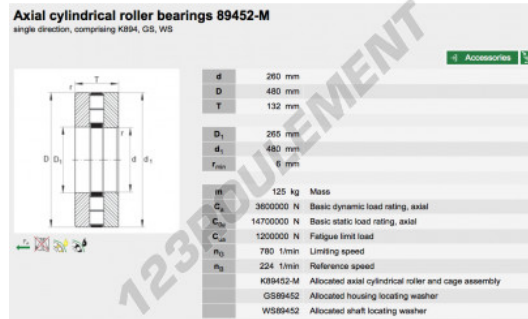 Axial cylindrical roller bearings 89452-M
single direction, comprising K894, GS, WS
Accessories
T
r
r
D D₁ d d₁
d 260 mm
D 480 mm
T 132 mm
D₁ 265 mm
d₁ 480 mm
rmin 6 mm
m 125 kg Mass
Ca 3800000 N Basic dynamic load rating, axial
C0a 14700000 N Basic static load rating, axial
Cua 1200000 N Fatigue limit load
nG 780 1/min Limiting speed
nB 224 1/min Reference speed
K89452-M Allocated axial cylindrical roller and cage assembly
GS89452 Allocated housing locating washer
WS89452 Allocated shaft locating washer
123ROULEMENT